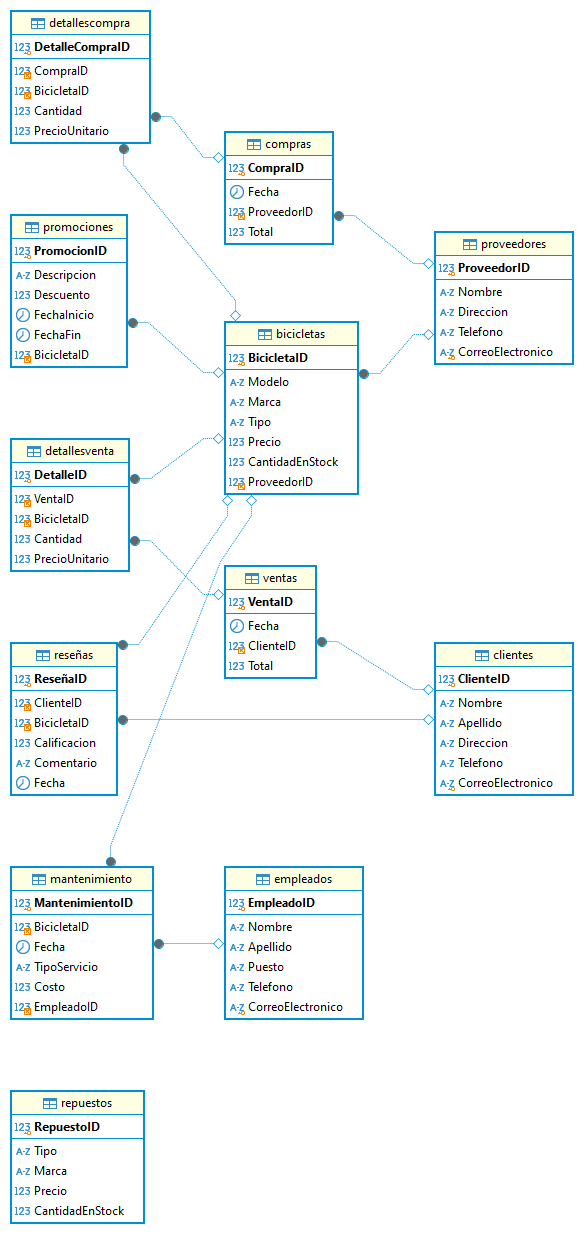 detallescompra
123 DetalleCompraID
123 CompraID
123 BicicletaID
123 Cantidad
123 PrecioUnitario
compras
123 CompraID
Fecha
123 ProveedorID
123 Total
promociones
123 PromocionID
A-Z Descripcion
123 Descuento
FechaInicio
FechaFin
123 BicicletaID
proveedores
123 ProveedorID
A-Z Nombre
A-Z Direccion
A-Z Telefono
A-Z CorreoElectronico
bicicletas
123 BicicletaID
A-Z Modelo
A-Z Marca
A-Z Tipo
123 Precio
123 CantidadEnStock
123 ProveedorID
detallesventa
123 DetalleID
123 VentaID
123 BicicletaID
123 Cantidad
123 PrecioUnitario
ventas
123 VentaID
Fecha
123 ClienteID
123 Total
reseñas
123 ReseñaID
123 ClienteID
123 BicicletaID
123 Calificacion
A-Z Comentario
Fecha
clientes
123 ClienteID
A-Z Nombre
A-Z Apellido
A-Z Direccion
A-Z Telefono
A-Z CorreoElectronico
mantenimiento
123 MantenimientoID
123 BicicletaID
Fecha
A-Z TipoServicio
123 Costo
123 EmpleadoID
empleados
123 EmpleadoID
A-Z Nombre
A-Z Apellido
A-Z Puesto
A-Z Telefono
A-Z CorreoElectronico
repuestos
123 RepuestoID
A-Z Tipo
A-Z Marca
123 Precio
123 CantidadEnStock